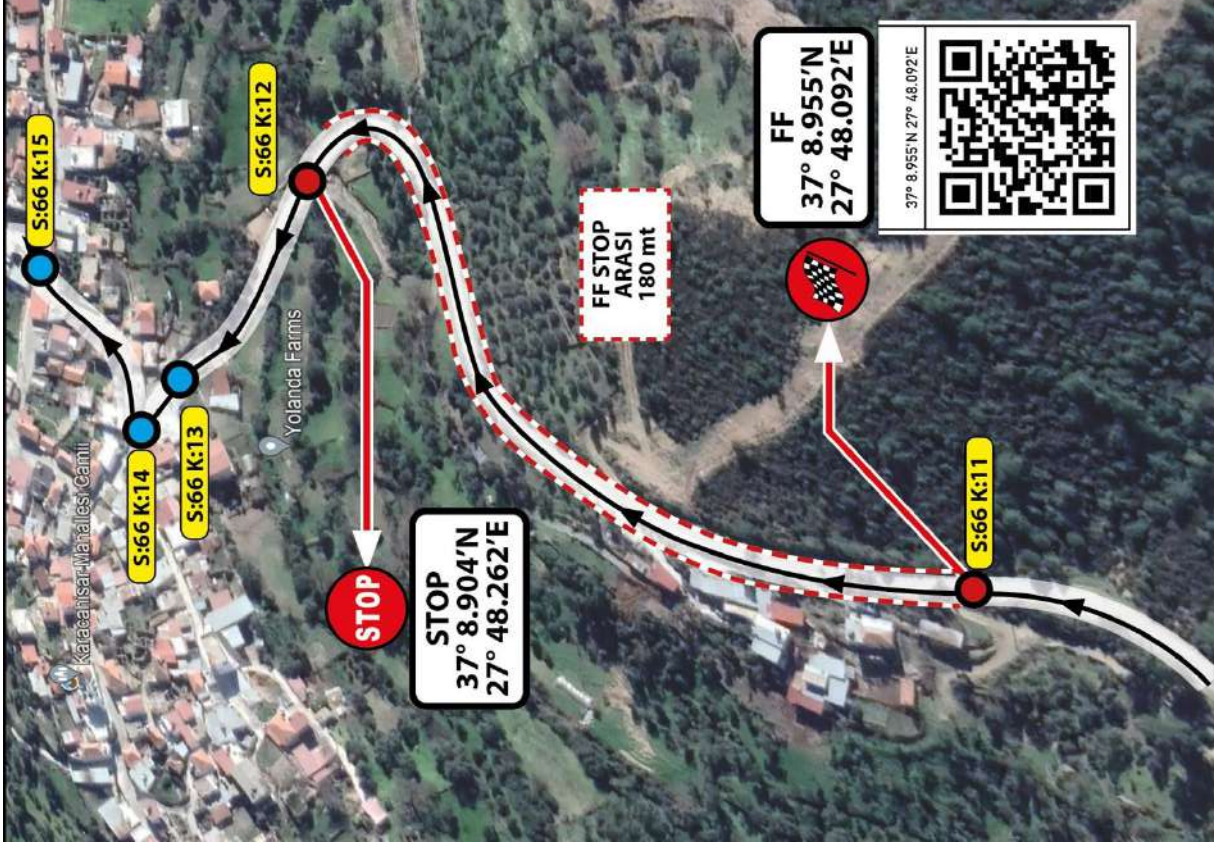 S:66 K:15
S:66 K:12
S:66 K:14
S:66 K:13
Karacahisar Mahallesi Camii
Yolanda Farms
STOP
STOP
37° 8.904'N
27° 48.262'E
FF STOP
ARASI
180 mt
FF
37° 8.955'N
27° 48.092'E
37° 8.955'N 27° 48.092'E
S:66 K:11